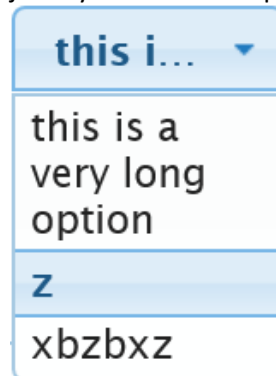 this i...
this is a
very long
option
z
xbzbxz